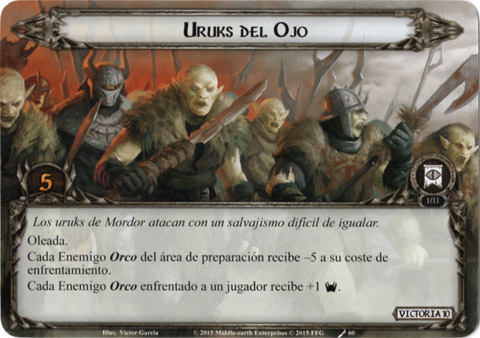 Uruks del Ojo
5
1/11
Los uruks de Mordor atacan con un salvajismo difícil de igualar.
Oleada.
Cada Enemigo Orco del área de preparación recibe –5 a su coste de
enfrentamiento.
Cada Enemigo Orco enfrentado a un jugador recibe +1
VICTORIA 10
Illus. Victor Garcia
© 2015 Middle-earth Enterprises © 2015 FFG
60